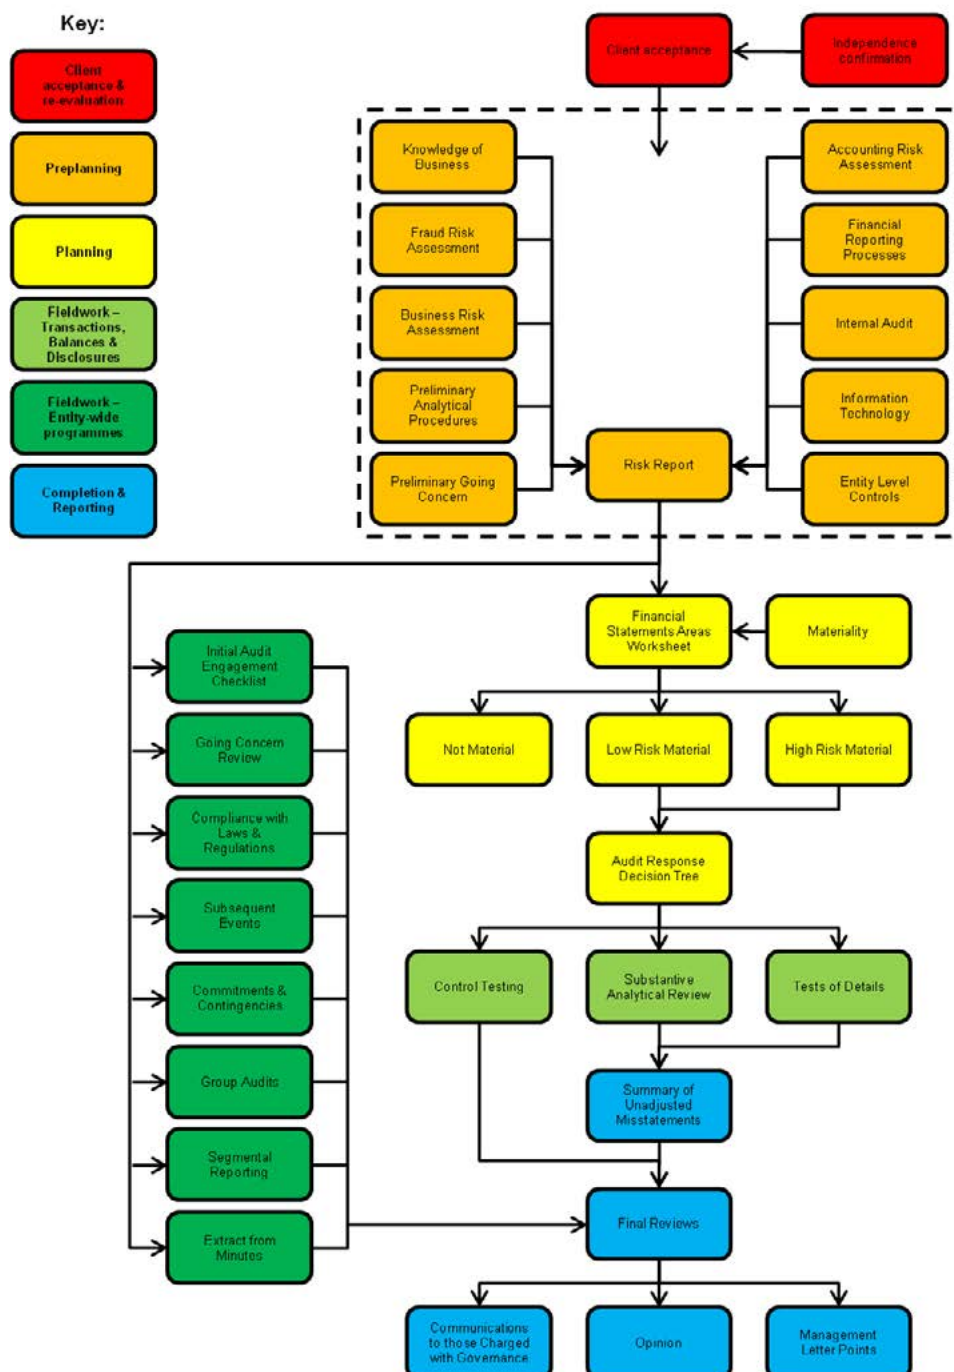 Key:
Client
acceptance &
re-evaluation
Preplanning
Planning
Fieldwork –
Transactions,
Balances &
Disclosures
Fieldwork –
Entity-wide
programmes
Completion &
Reporting
Client acceptance
Independence
confirmation
Knowledge of
Business
Fraud Risk
Assessment
Business Risk
Assessment
Preliminary
Analytical
Procedures
Preliminary Going
Concern
Risk Report
Accounting Risk
Assessment
Financial
Reporting
Processes
Internal Audit
Information
Technology
Entity Level
Controls
Financial
Statements Areas
Worksheet
Materiality
Not Material
Low Risk Material
High Risk Material
Audit Response
Decision Tree
Control Testing
Substantive
Analytical Review
Tests of Details
Summary of
Unadjusted
Misstatements
Initial Audit
Engagement
Checklist
Going Concern
Review
Compliance with
Laws &
Regulations
Subsequent
Events
Commitments &
Contingencies
Group Audits
Segmental
Reporting
Extract from
Minutes
Final Reviews
Communications
to those Charged
with Governance
Opinion
Management
Letter Points